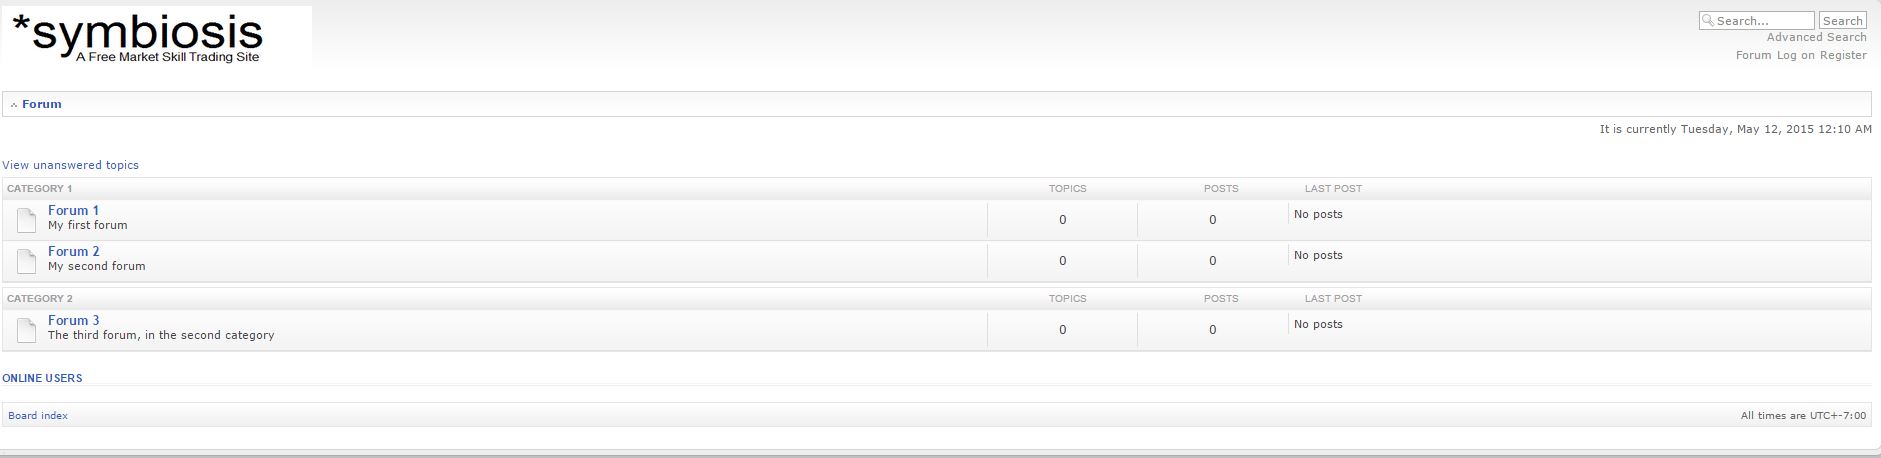 *symbiosis
A Free Market Skill Trading Site
Search... Search
Advanced Search
Forum Log on Register
Forum
It is currently Tuesday, May 12, 2015 12:10 AM
View unanswered topics
CATEGORY 1 TOPICS POSTS LAST POST
Forum 1
My first forum 0 0 No posts
Forum 2
My second forum 0 0 No posts
CATEGORY 2 TOPICS POSTS LAST POST
Forum 3
The third forum, in the second category 0 0 No posts
ONLINE USERS
Board index All times are UTC+-7:00